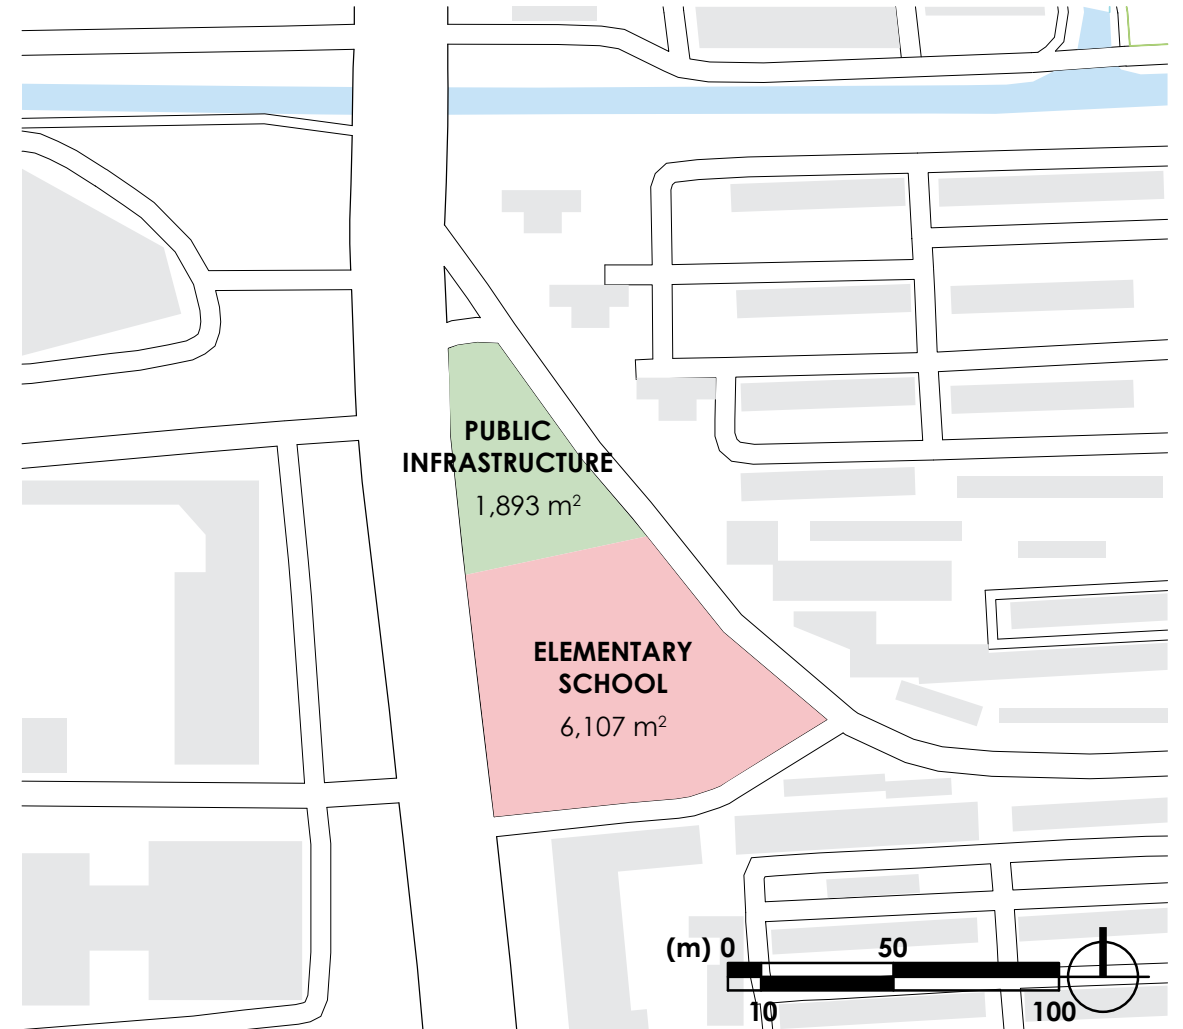 PUBLIC
INFRASTRUCTURE
1,893 m²
ELEMENTARY
SCHOOL
6,107 m²
(m) 0 50
10 100